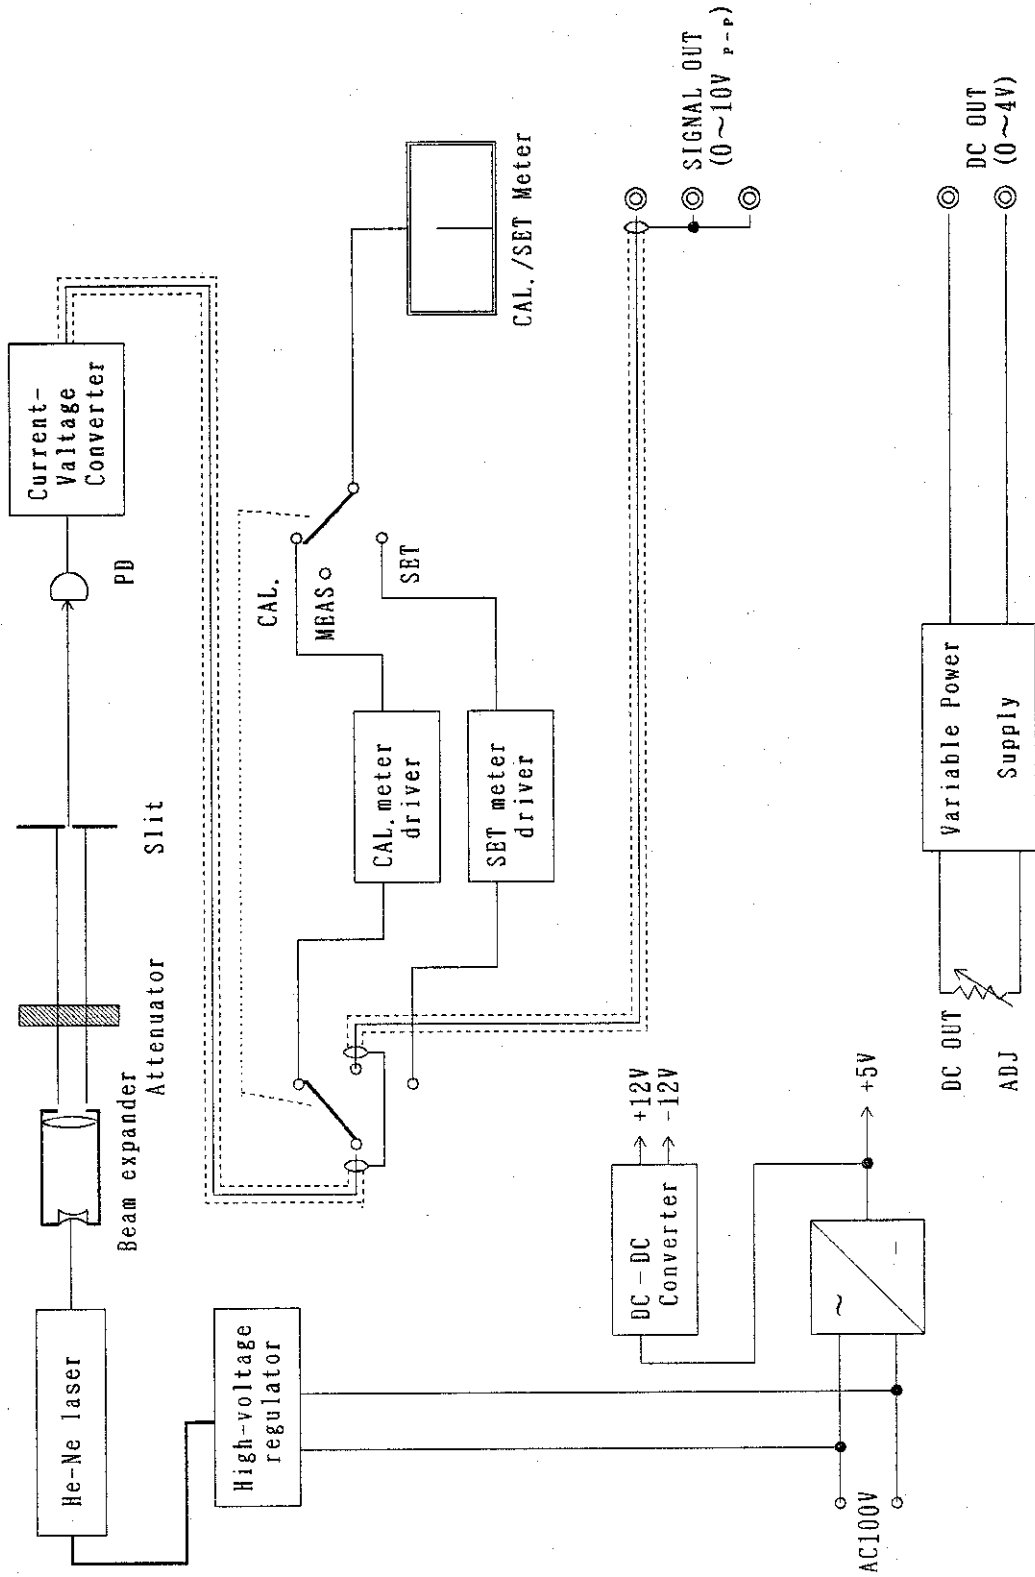 He-Ne laser
Beam expander
Attenuator
Slit
PD
Current-
Valtage
Converter
High-voltage
regulator
CAL.
MEAS
SET
CAL. meter
driver
SET meter
driver
CAL./SET Meter
SIGNAL OUT
(0~10V P-P)
DC-DC
Converter
+12V
-12V
AC100V
~
-
+5V
DC OUT
ADJ
Variable Power
Supply
DC OUT
(0~4V)